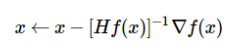 x ← x − [Hf(x)]⁻¹∇f(x)